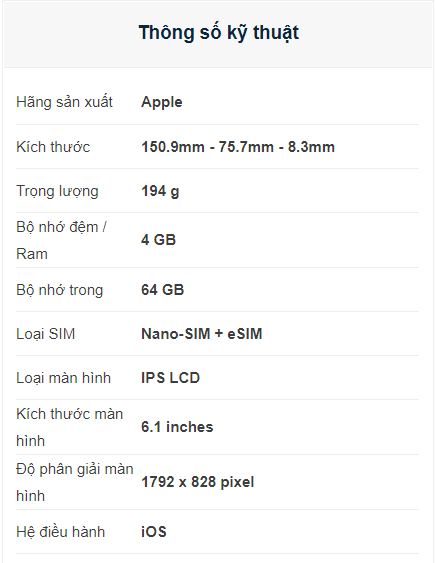 Thông số kỹ thuật
Hãng sản xuất Apple
Kích thước 150.9mm - 75.7mm - 8.3mm
Trọng lượng 194 g
Bộ nhớ đệm /
Ram
4 GB
Bộ nhớ trong 64 GB
Loại SIM Nano-SIM + eSIM
Loại màn hình IPS LCD
Kích thước màn
hình
6.1 inches
Độ phân giải màn
hình
1792 x 828 pixel
Hệ điều hành iOS